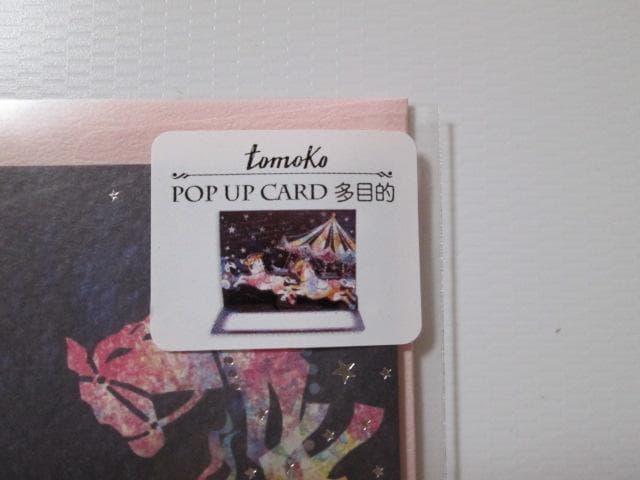 tomoko
POP UP CARD 多目的